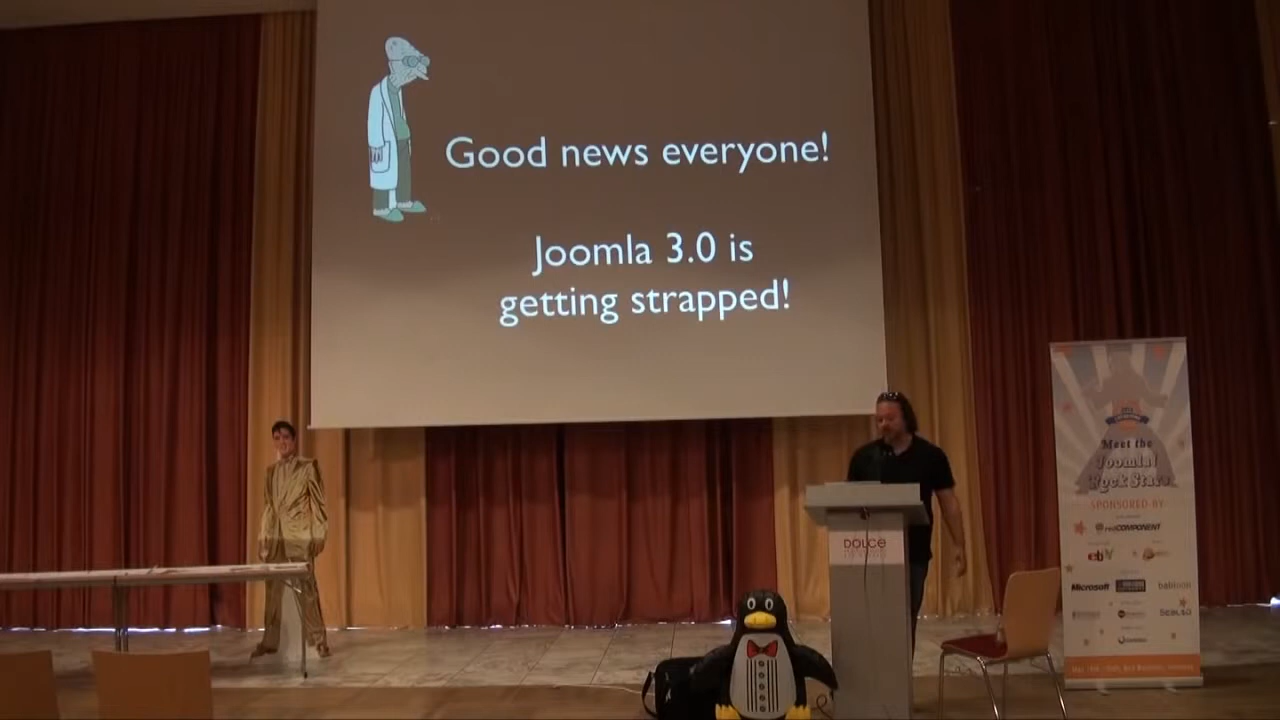 Good news everyone!
Joomla 3.0 is
getting strapped!
DOLCE
Meet the
Joomla!
Rock Stars
SPONSORED BY
redCOMPONENT
ebay
Microsoft